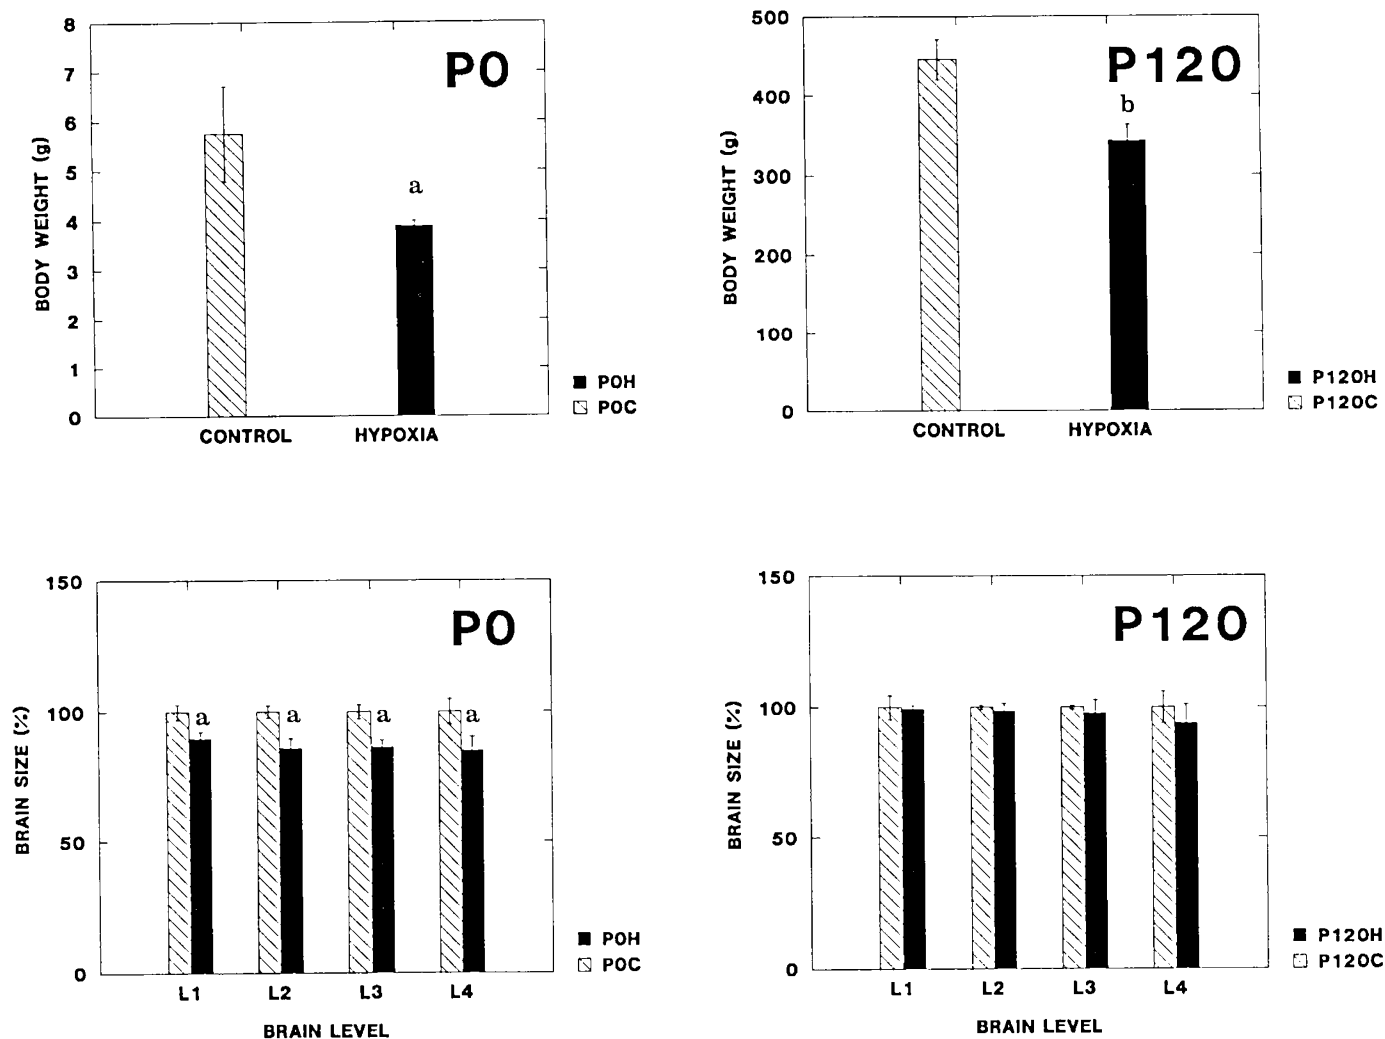 P0
8
7
6
5
4
3
2
1
0
BODY WEIGHT (g)
a
CONTROL HYPOXIA
P0H
P0C
P120
500
400
300
200
100
0
BODY WEIGHT (g)
b
CONTROL HYPOXIA
P120H
P120C
P0
150
100
50
0
BRAIN SIZE (%)
a a a a
L1 L2 L3 L4
BRAIN LEVEL
P0H
P0C
P120
150
100
50
0
BRAIN SIZE (%)
L1 L2 L3 L4
BRAIN LEVEL
P120H
P120C